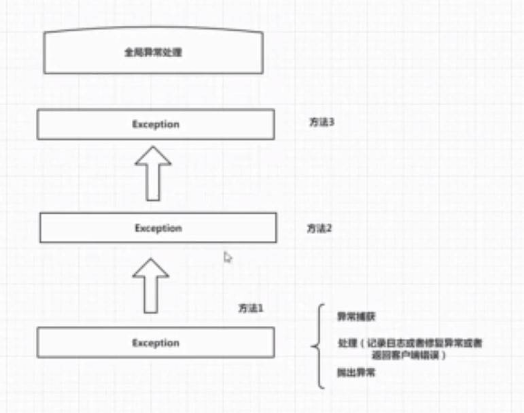 全局异常处理
Exception
方法3
Exception
方法2
方法1
Exception
异常捕获
处理（记录日志或者修复异常或者
返回客户端错误）
抛出异常